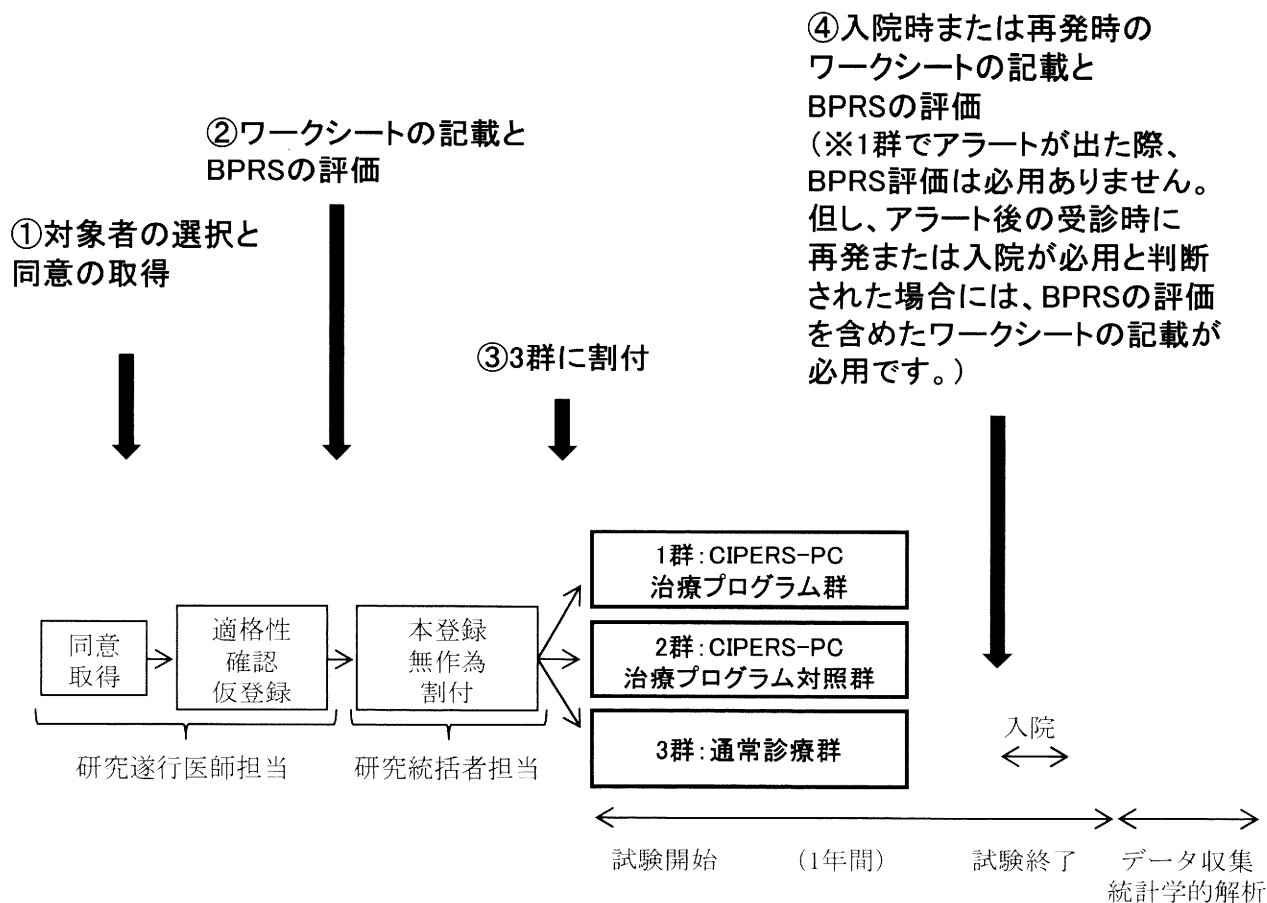 ①対象者の選択と
同意の取得
②ワークシートの記載と
BPRSの評価
③3群に割付
④入院時または再発時の
ワークシートの記載と
BPRSの評価
(※1群でアラートが出た際、
BPRS評価は必用ありません。
但し、アラート後の受診時に
再発または入院が必用と判断
された場合には、BPRSの評価
を含めたワークシートの記載が
必用です。)
同意
取得
適格性
確認
仮登録
本登録
無作為
割付
1群:CIPERS-PC
治療プログラム群
2群:CIPERS-PC
治療プログラム対照群
3群:通常診療群
研究遂行医師担当
研究統括者担当
入院
試験開始
(1年間)
試験終了
データ収集
統計学的解析